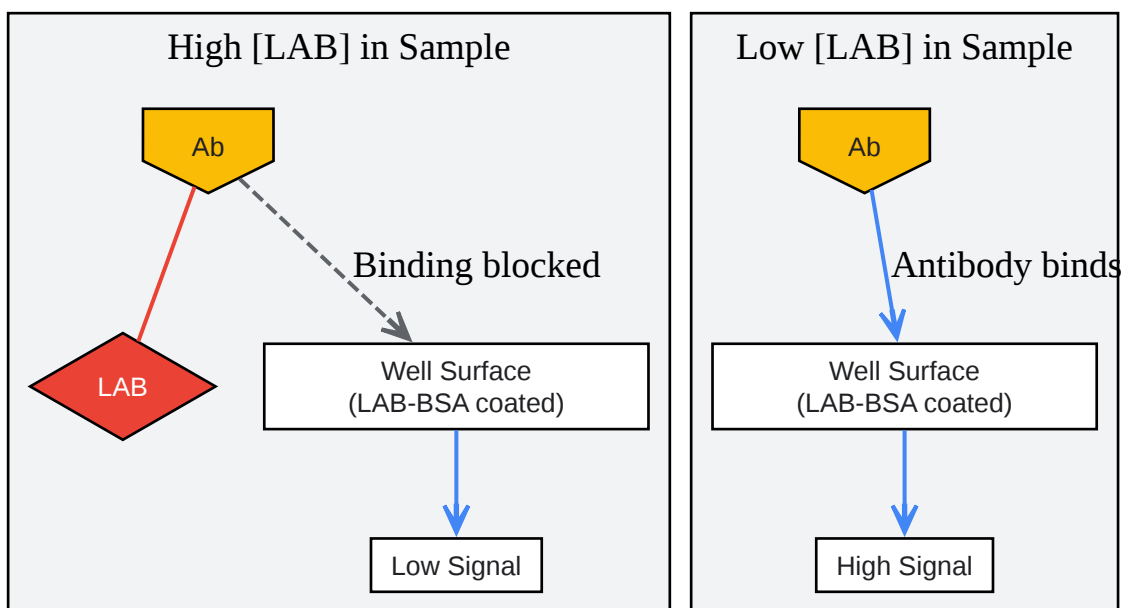 High [LAB] in Sample
Ab
Binding blocked
LAB
Well Surface
(LAB-BSA coated)
Low Signal
Low [LAB] in Sample
Ab
Antibody binds
Well Surface
(LAB-BSA coated)
High Signal